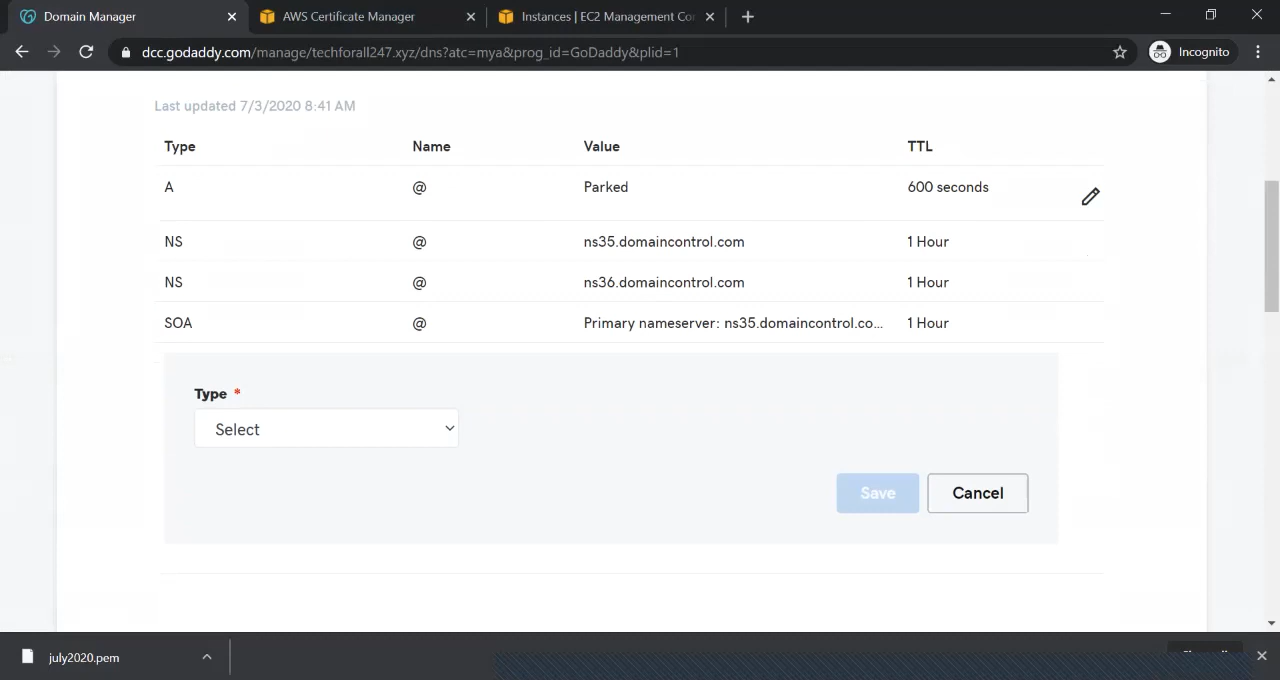 Domain Manager
AWS Certificate Manager
Instances | EC2 Management Co
dcc.godaddy.com/manage/techforall247.xyz/dns?atc=mya&prog_id=GoDaddy&plid=1
Incognito
Last updated 7/3/2020 8:41 AM
Type Name Value TTL
A @ Parked 600 seconds
NS @ ns35.domaincontrol.com 1 Hour
NS @ ns36.domaincontrol.com 1 Hour
SOA @ Primary nameserver: ns35.domaincontrol.co... 1 Hour
Type *
Select
Save Cancel
july2020.pem